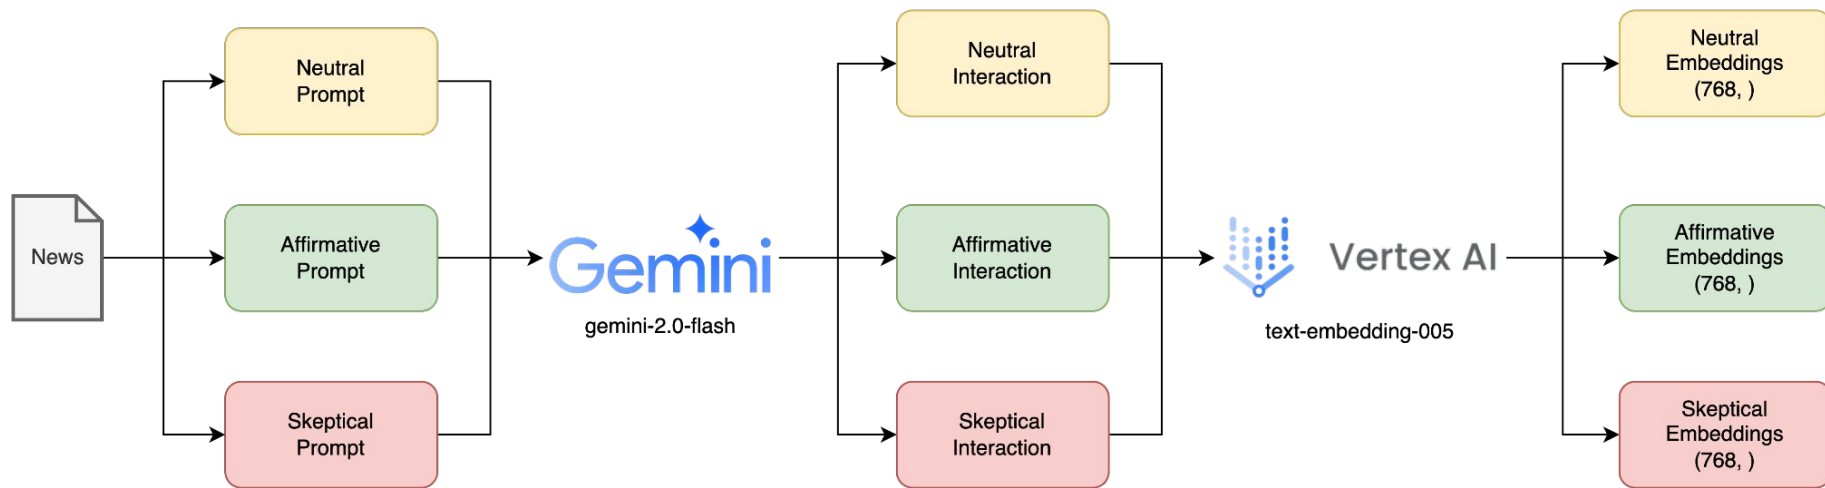 News
Neutral
Prompt
Affirmative
Prompt
Skeptical
Prompt
Gemini
gemini-2.0-flash
Neutral
Interaction
Affirmative
Interaction
Skeptical
Interaction
Vertex AI
text-embedding-005
Neutral
Embeddings
(768, )
Affirmative
Embeddings
(768, )
Skeptical
Embeddings
(768, )